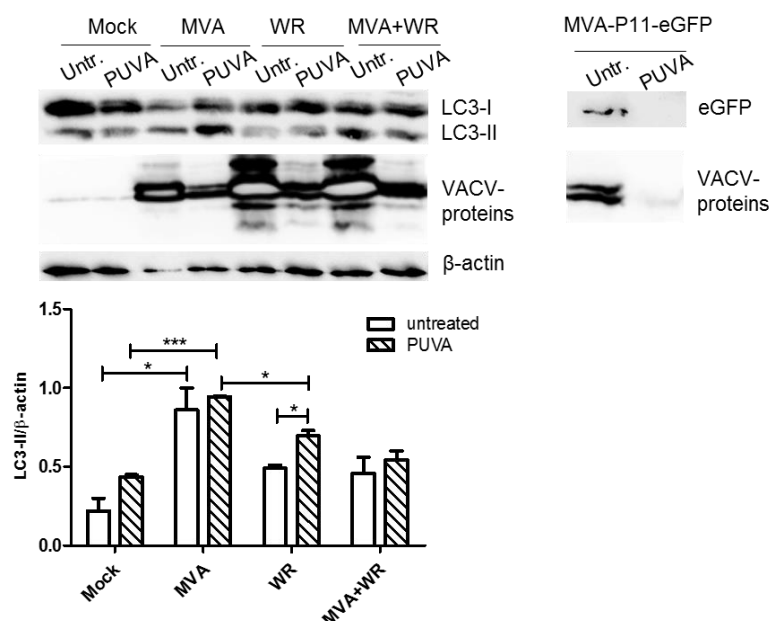 Mock MVA WR MVA+WR
Untr. PUVA Untr. PUVA Untr. PUVA Untr. PUVA
LC3-I
LC3-II
VACV-
proteins
β-actin
MVA-P11-eGFP
Untr. PUVA
eGFP
VACV-
proteins
LC3-II/β-actin
1.5
1.0
0.5
0.0
untreated
PUVA
***
*
*
*
Mock MVA WR MVA+WR